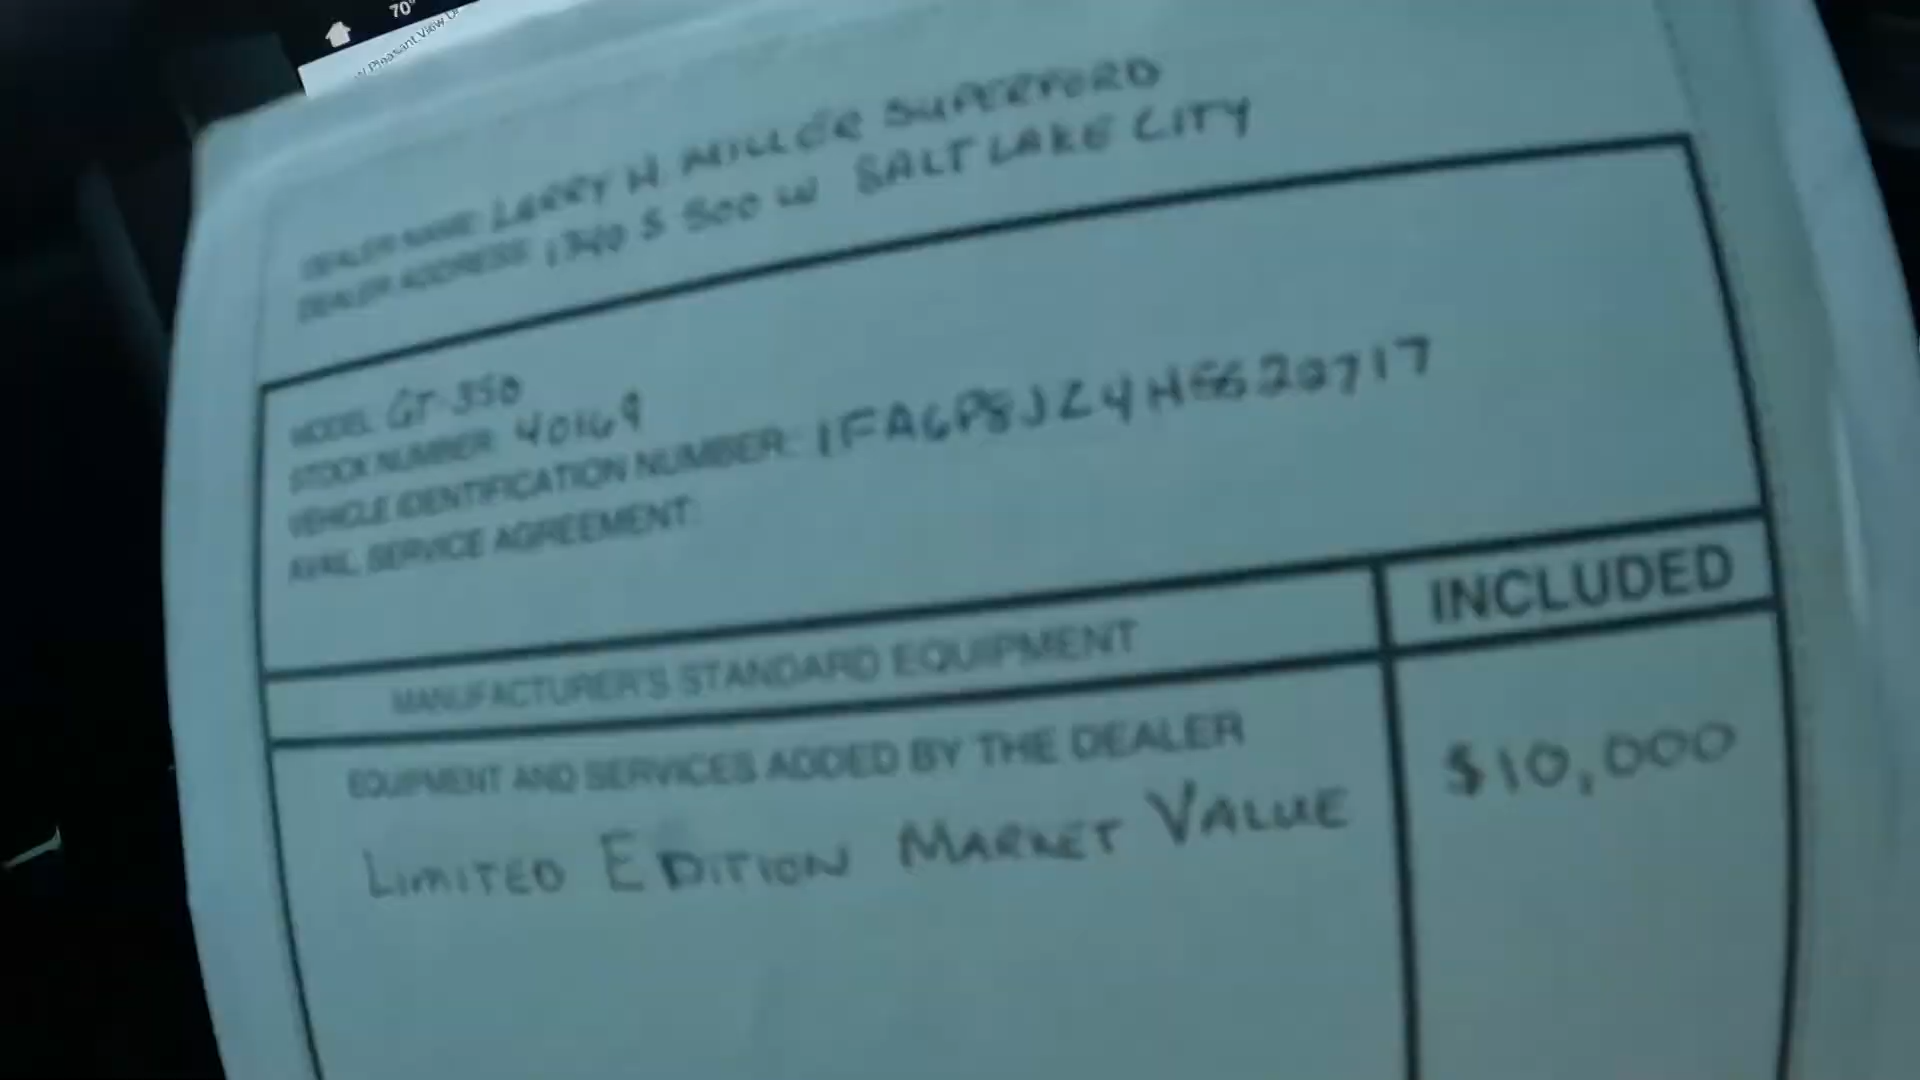 70°
W Pleasant View Dr
DEALER NAME: LARRY H. MILLER SUPERFORD
DEALER ADDRESS: 1340 S 500 W SALT LAKE CITY
MODEL: GT-350
STOCK NUMBER: 40169
VEHICLE IDENTIFICATION NUMBER: 1FA6P8JZ4H5520717
AVAIL. SERVICE AGREEMENT:
MANUFACTURER'S STANDARD EQUIPMENT INCLUDED
EQUIPMENT AND SERVICES ADDED BY THE DEALER
LIMITED EDITION MARKET VALUE $10,000